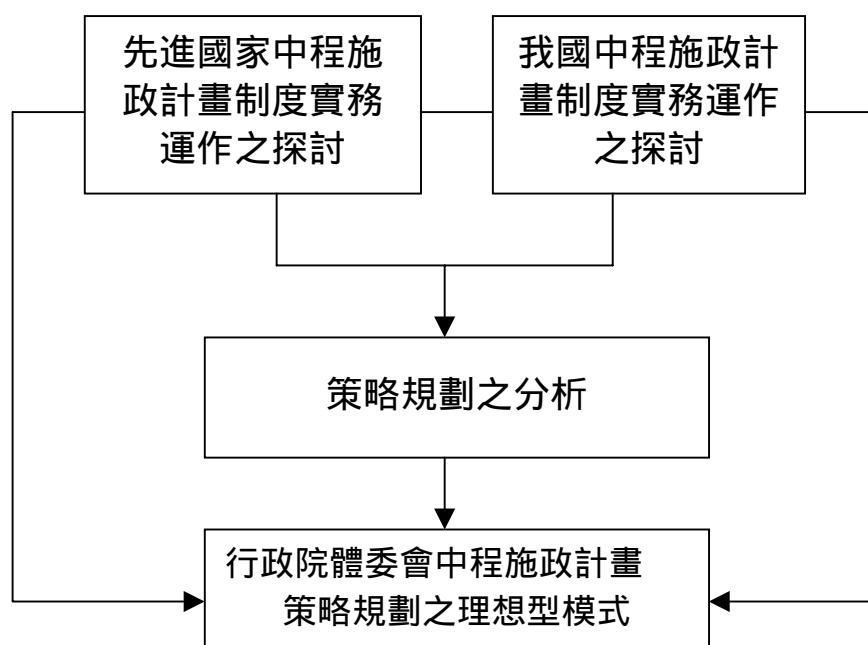 先進國家中程施
政計畫制度實務
運作之探討
我國中程施政計
畫制度實務運作
之探討
策略規劃之分析
行政院體委會中程施政計畫
策略規劃之理想型模式